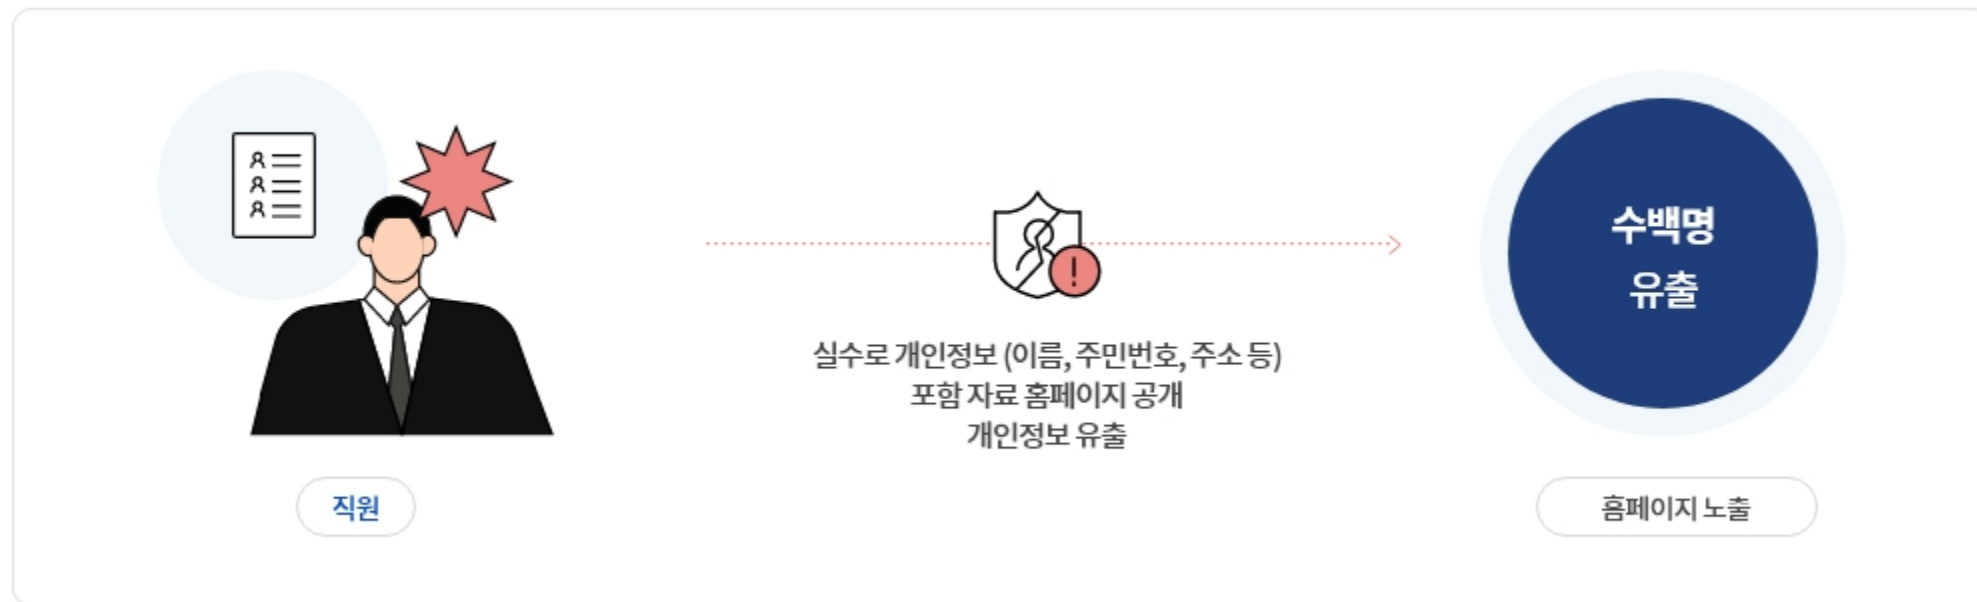 수백명
유출
실수로 개인정보 (이름, 주민번호, 주소 등)
포함 자료 홈페이지 공개
개인정보 유출
직원
홈페이지 노출